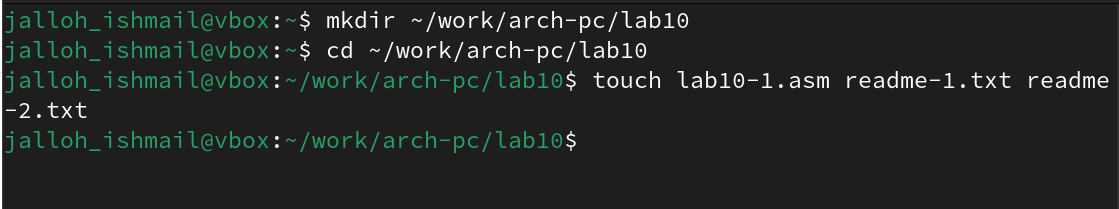 jalloh_ishmail@vbox:~$ mkdir ~/work/arch-pc/lab10
jalloh_ishmail@vbox:~$ cd ~/work/arch-pc/lab10
jalloh_ishmail@vbox:~/work/arch-pc/lab10$ touch lab10-1.asm readme-1.txt readme
-2.txt
jalloh_ishmail@vbox:~/work/arch-pc/lab10$